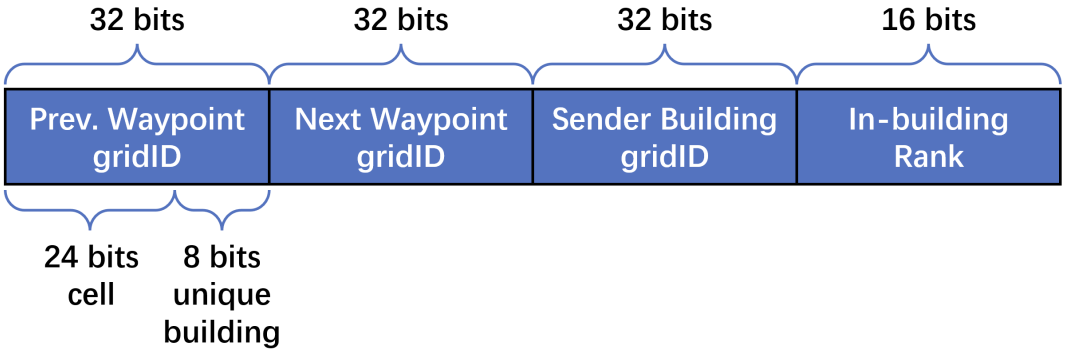 32 bits
32 bits
32 bits
16 bits
Prev. Waypoint
gridID
Next Waypoint
gridID
Sender Building
gridID
In-building
Rank
24 bits
cell
8 bits
unique
building